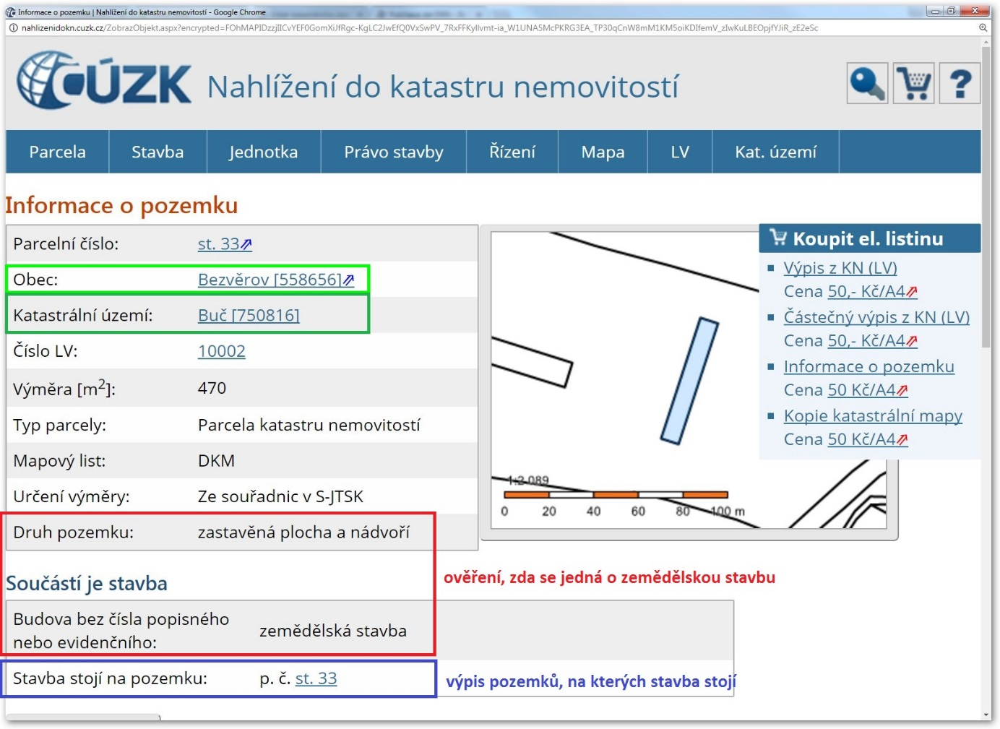 Informace o pozemku | Nahlížení do katastru nemovitostí - Google Chrome
nahlizenidokn.cuzk.cz/ZobrazObjekt.aspx?encrypted=FOhMAPIDzzjlICvYEF0GomXiJfRgc-KgLC2JwEfQ0VxSwPV_7RxFFKyllvmt-ia_W1UNA5McPKRG3EA_TP30qCnW8mM1KM5oiKDIfemV_zIwKuLBEOpjfYJiR_zE2eSc
ČÚZK Nahlížení do katastru nemovitostí
?
Parcela Stavba Jednotka Právo stavby Řízení Mapa LV Kat. území
Informace o pozemku
Parcelní číslo: st. 33
Obec: Bezvěrov [558656]
Katastrální území: Buč [750816]
Číslo LV: 10002
Výměra [m²]: 470
Typ parcely: Parcela katastru nemovitostí
Mapový list: DKM
Určení výměry: Ze souřadnic v S-JTSK
Druh pozemku: zastavěná plocha a nádvoří
1:2 089
0 20 40 60 80 100 m
Koupit el. listinu
Výpis z KN (LV)
Cena 50,- Kč/A4
Částečný výpis z KN (LV)
Cena 50,- Kč/A4
Informace o pozemku
Cena 50 Kč/A4
Kopie katastrální mapy
Cena 50 Kč/A4
Součástí je stavba
ověření, zda se jedná o zemědělskou stavbu
Budova bez čísla popisného
nebo evidenčního: zemědělská stavba
Stavba stojí na pozemku: p. č. st. 33
výpis pozemků, na kterých stavba stojí